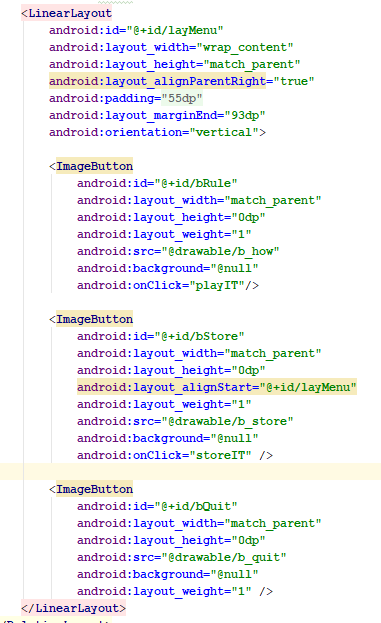 <LinearLayout
android:id="@+id/layMenu"
android:layout_width="wrap_content"
android:layout_height="match_parent"
android:layout_alignParentRight="true"
android:padding="55dp"
android:layout_marginEnd="93dp"
android:orientation="vertical">
<ImageButton
android:id="@+id/bRule"
android:layout_width="match_parent"
android:layout_height="0dp"
android:layout_weight="1"
android:src="@drawable/b_how"
android:background="@null"
android:onClick="playIT"/>
<ImageButton
android:id="@+id/bStore"
android:layout_width="match_parent"
android:layout_height="0dp"
android:layout_alignStart="@+id/layMenu"
android:layout_weight="1"
android:src="@drawable/b_store"
android:background="@null"
android:onClick="storeIT" />
<ImageButton
android:id="@+id/bQuit"
android:layout_width="match_parent"
android:layout_height="0dp"
android:src="@drawable/b_quit"
android:background="@null"
android:layout_weight="1" />
</LinearLayout>